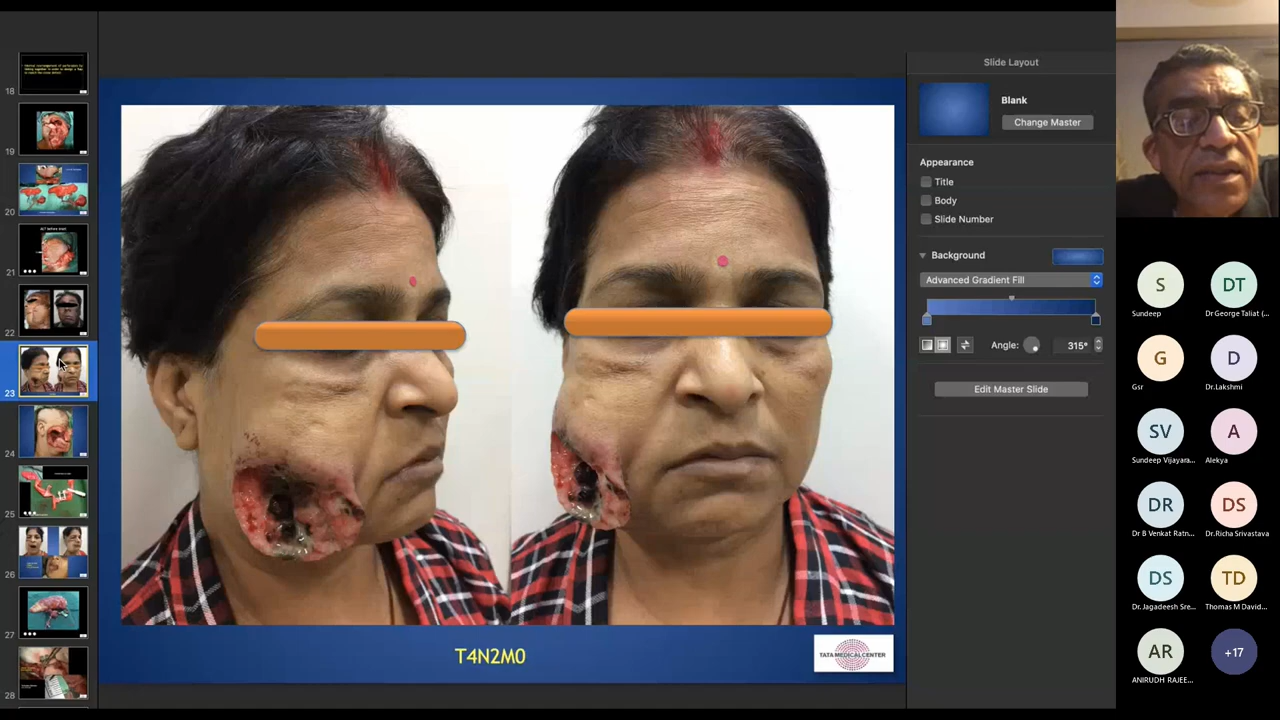 18
19
20
21
22
23
24
25
26
27
28
T4N2M0
TATA MEDICAL CENTER
Slide Layout
Blank
Change Master
Appearance
Title
Body
Slide Number
Background
Advanced Gradient Fill
Angle:
315°
Edit Master Slide
S
DT
Sundeep
Dr George Taliat (...
G
D
Gsr
Dr.Lakshmi
SV
A
Sundeep Vijayara...
Alekya
DR
DS
Dr B Venkat Ratn...
Dr.Richa Srivastava
DS
TD
Dr. Jagadeesh Sre...
Thomas M David...
AR
+17
ANIRUDH RAJEE...